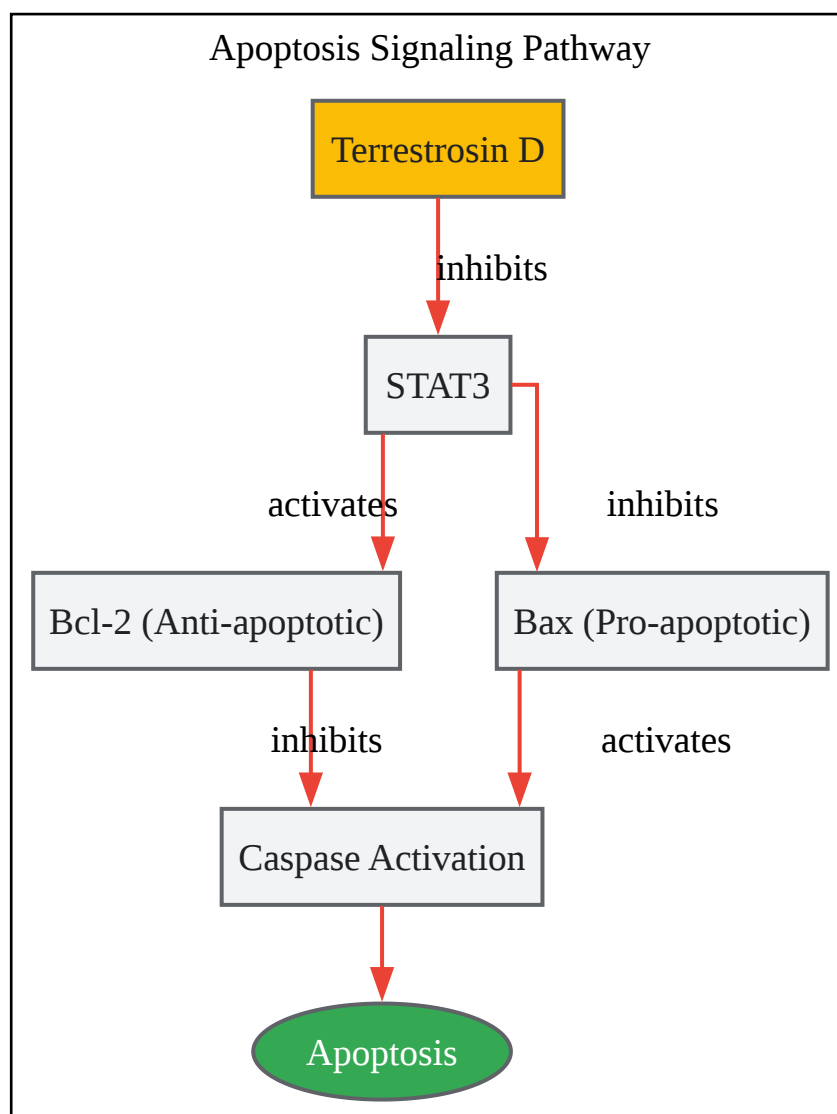 Apoptosis Signaling Pathway
Terrestrosin D
inhibits
STAT3
activates
inhibits
Bcl-2 (Anti-apoptotic)
Bax (Pro-apoptotic)
inhibits
activates
Caspase Activation
Apoptosis